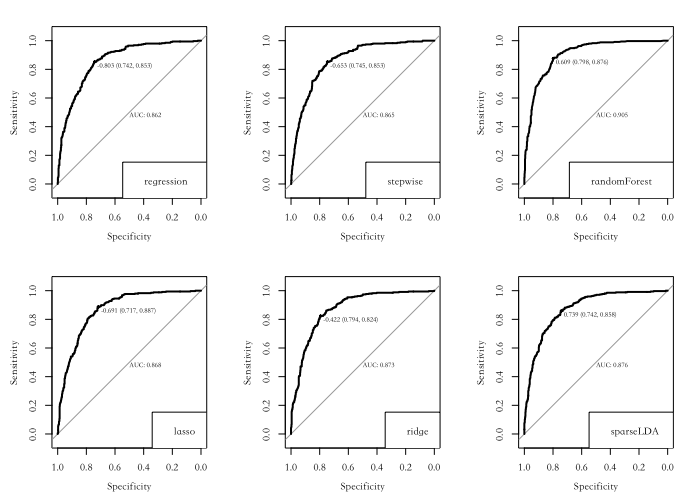 1.0
0.8
0.6
0.4
0.2
0.0
Sensitivity
-0.803 (0.742, 0.853)
AUC: 0.862
regression
1.0 0.8 0.6 0.4 0.2 0.0
Specificity
1.0
0.8
0.6
0.4
0.2
0.0
Sensitivity
-0.653 (0.745, 0.853)
AUC: 0.865
stepwise
1.0 0.8 0.6 0.4 0.2 0.0
Specificity
1.0
0.8
0.6
0.4
0.2
0.0
Sensitivity
0.609 (0.798, 0.876)
AUC: 0.905
randomForest
1.0 0.8 0.6 0.4 0.2 0.0
Specificity
1.0
0.8
0.6
0.4
0.2
0.0
Sensitivity
-0.691 (0.717, 0.887)
AUC: 0.868
lasso
1.0 0.8 0.6 0.4 0.2 0.0
Specificity
1.0
0.8
0.6
0.4
0.2
0.0
Sensitivity
-0.422 (0.794, 0.824)
AUC: 0.873
ridge
1.0 0.8 0.6 0.4 0.2 0.0
Specificity
1.0
0.8
0.6
0.4
0.2
0.0
Sensitivity
0.739 (0.742, 0.858)
AUC: 0.876
sparseLDA
1.0 0.8 0.6 0.4 0.2 0.0
Specificity